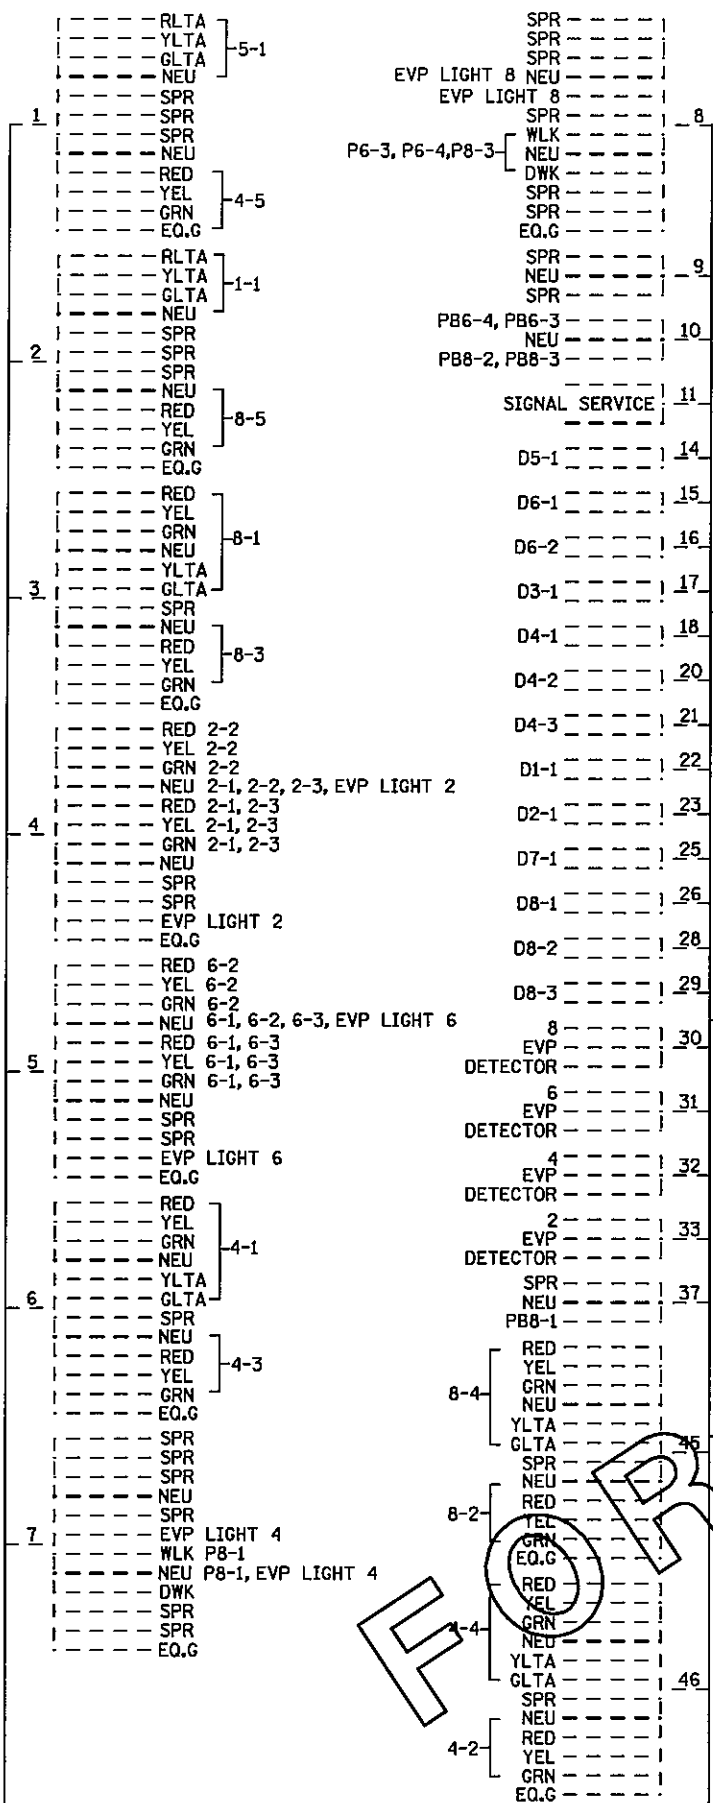 RLTA
YLTA
GLTA
5-1
NEU
SPR
1
SPR
SPR
NEU
RED
YEL
4-5
GRN
EQ.G
RLTA
YLTA
1-1
GLTA
NEU
SPR
2
SPR
SPR
NEU
RED
8-5
YEL
GRN
EQ.G
RED
YEL
GRN
8-1
NEU
YLTA
3
GLTA
SPR
NEU
RED
8-3
YEL
GRN
EQ.G
RED 2-2
YEL 2-2
GRN 2-2
NEU 2-1, 2-2, 2-3, EVP LIGHT 2
RED 2-1, 2-3
4
YEL 2-1, 2-3
GRN 2-1, 2-3
NEU
SPR
SPR
EVP LIGHT 2
EQ.G
RED 6-2
YEL 6-2
GRN 6-2
NEU 6-1, 6-2, 6-3, EVP LIGHT 6
RED 6-1, 6-3
5
YEL 6-1, 6-3
GRN 6-1, 6-3
NEU
SPR
SPR
EVP LIGHT 6
EQ.G
RED
YEL
GRN
4-1
NEU
YLTA
6
GLTA
SPR
NEU
RED
4-3
YEL
GRN
EQ.G
SPR
SPR
SPR
NEU
SPR
7
EVP LIGHT 4
WLK P8-1
NEU P8-1, EVP LIGHT 4
DWK
SPR
SPR
EQ.G
SPR
SPR
SPR
EVP LIGHT 8 NEU
EVP LIGHT 8
SPR
8
WLK
P6-3, P6-4,P8-3
NEU
DWK
SPR
SPR
EQ.G
SPR
9
NEU
SPR
PB6-4, PB6-3
10
NEU
PB8-2, PB8-3
11
SIGNAL SERVICE
D5-1
14
D6-1
15
D6-2
16
D3-1
17
D4-1
18
D4-2
20
D4-3
21
D1-1
22
D2-1
23
D7-1
25
D8-1
26
D8-2
28
D8-3
29
8
EVP
30
DETECTOR
6
EVP
31
DETECTOR
4
EVP
32
DETECTOR
2
EVP
33
DETECTOR
SPR
NEU
37
PB8-1
RED
YEL
8-4
GRN
NEU
YLTA
GLTA
45
SPR
NEU
RED
8-2
YEL
GRN
EQ.G
RED
YEL
GRN
NEU
YLTA
GLTA
46
SPR
NEU
RED
4-2
YEL
GRN
EQ.G
FOR